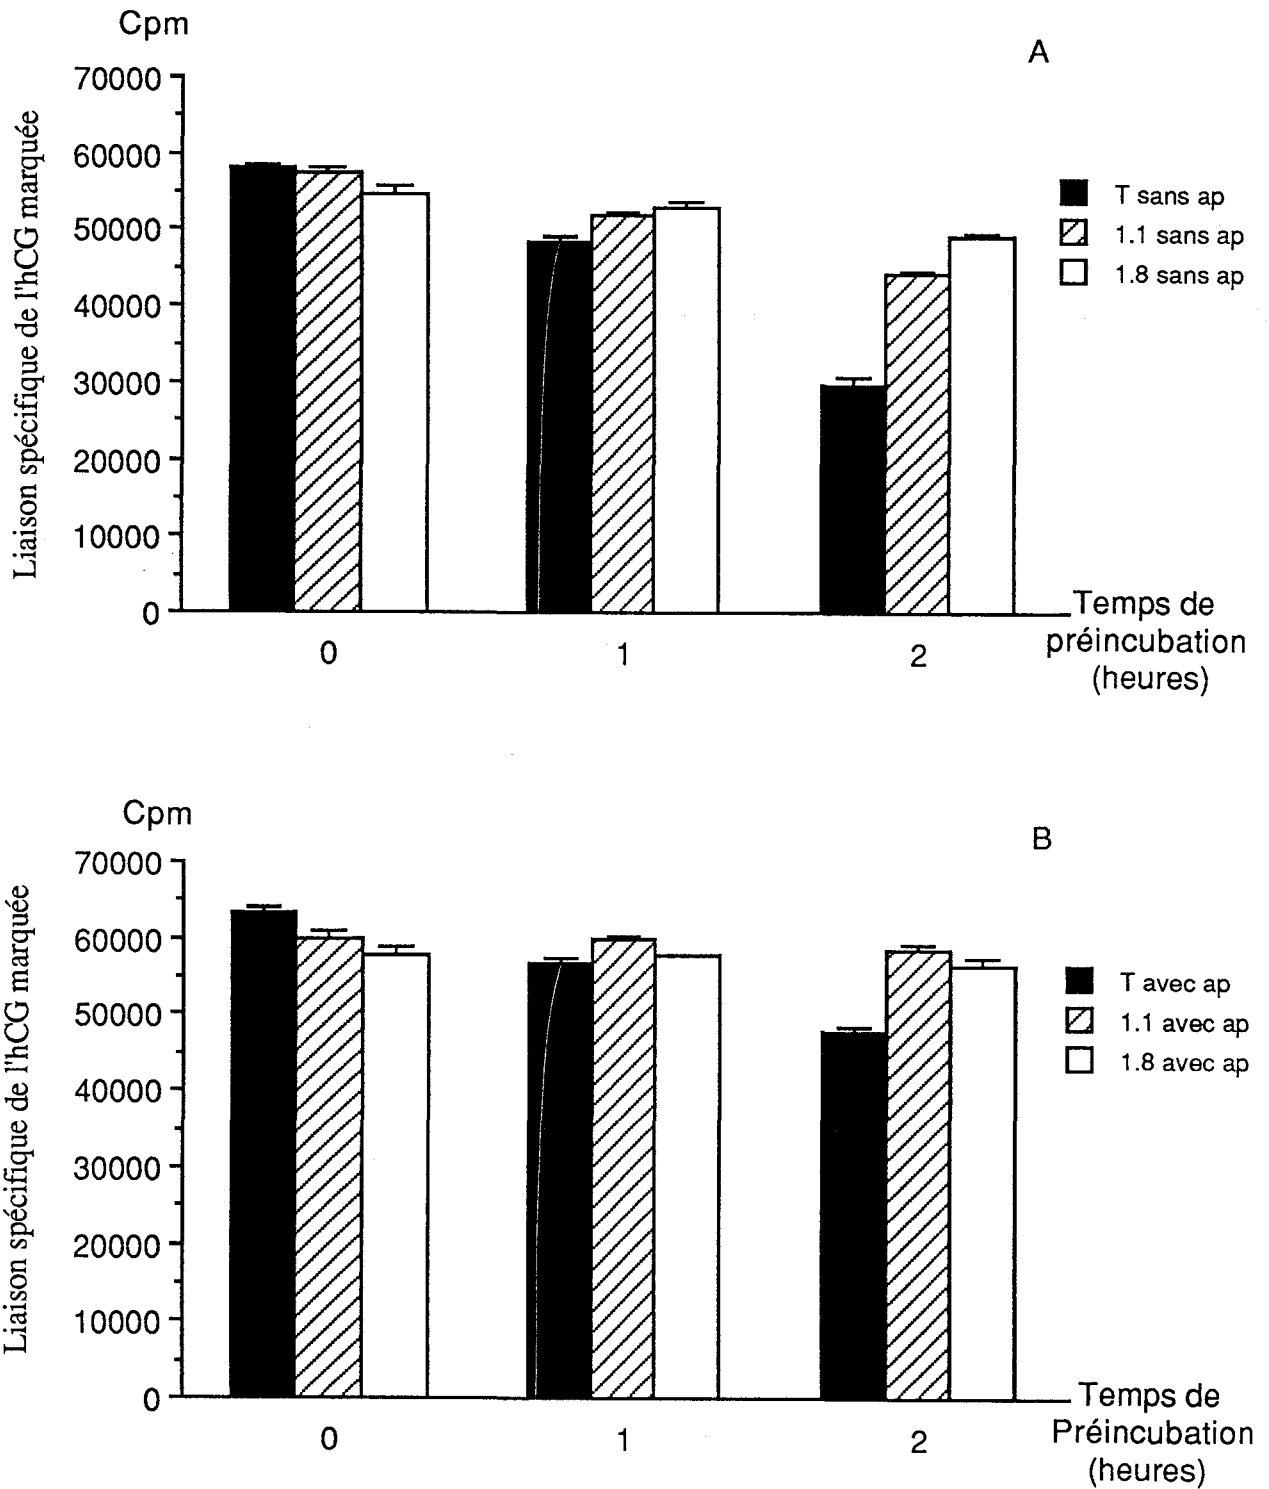 Cpm
A
Liaison spécifique de l'hCG marquée
70000
60000
50000
40000
30000
20000
10000
0
T sans ap
1.1 sans ap
1.8 sans ap
0
1
2
Temps de
préincubation
(heures)
Cpm
B
Liaison spécifique de l'hCG marquée
70000
60000
50000
40000
30000
20000
10000
0
T avec ap
1.1 avec ap
1.8 avec ap
0
1
2
Temps de
Préincubation
(heures)